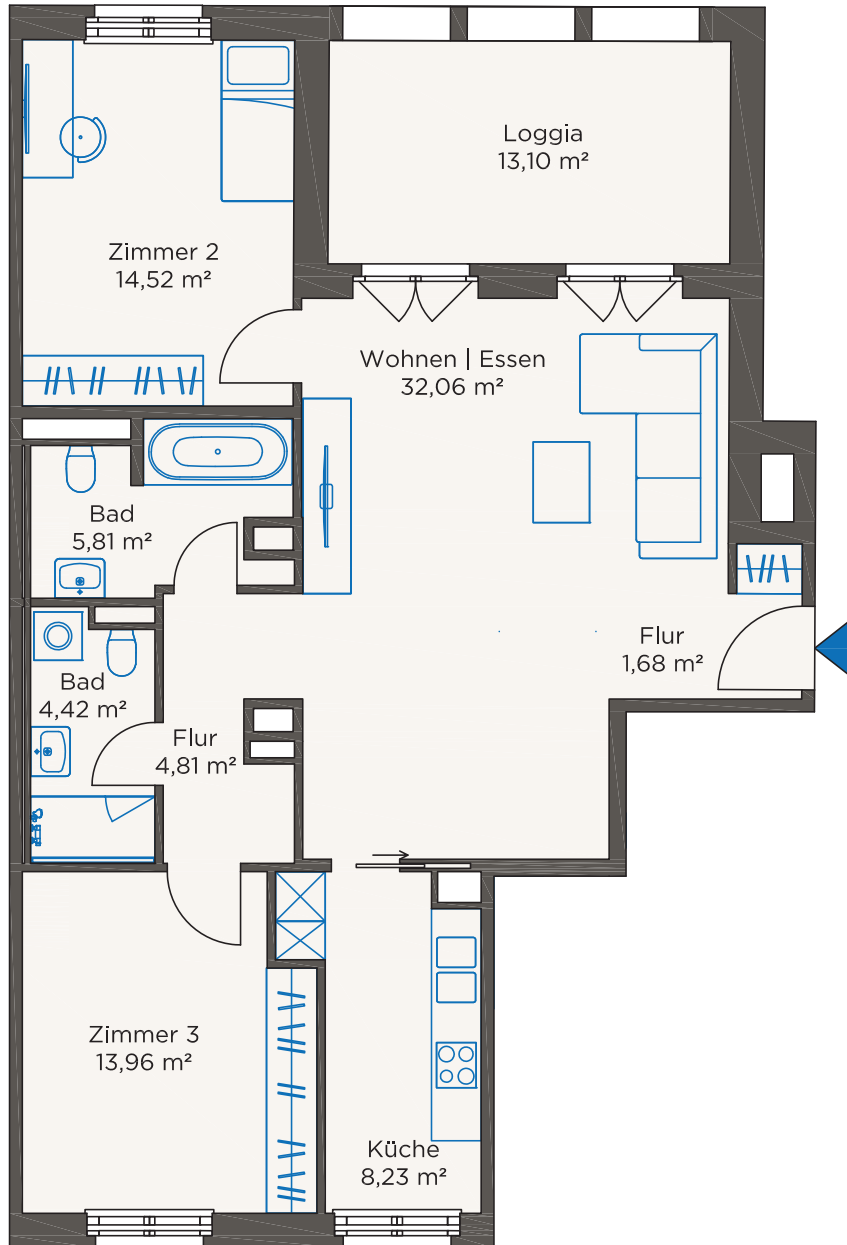 Loggia
13,10 m²
Zimmer 2
14,52 m²
Wohnen | Essen
32,06 m²
Bad
5,81 m²
Flur
1,68 m²
Bad
4,42 m²
Flur
4,81 m²
Zimmer 3
13,96 m²
Küche
8,23 m²